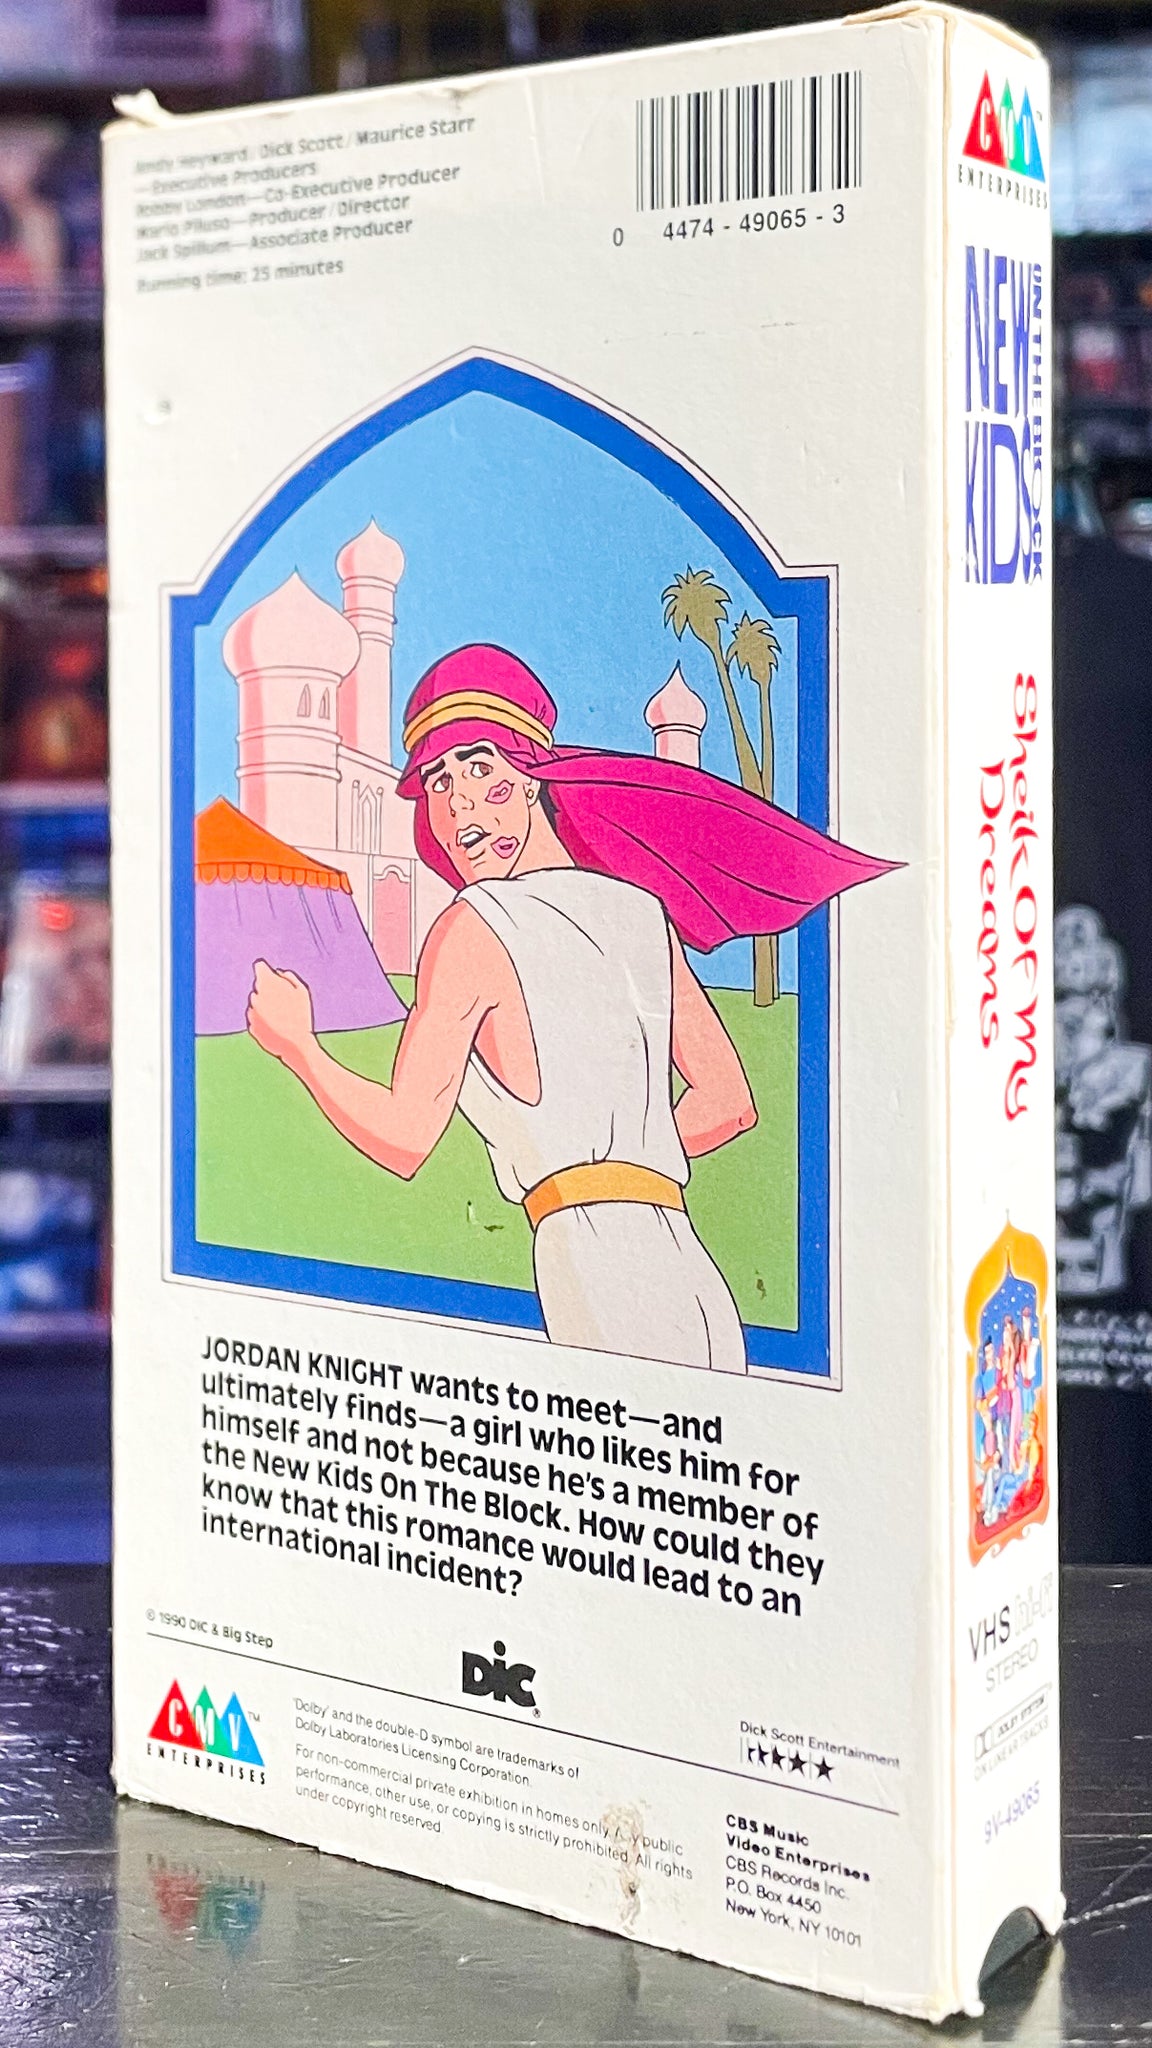 Andy Heyward / Dick Scott / Maurice Starr
—Executive Producers
Robby London—Co-Executive Producer
Mario Piluso—Producer / Director
Jack Spillum—Associate Producer
Running time: 25 minutes
0 4474 - 49065 - 3
JORDAN KNIGHT wants to meet—and
ultimately finds—a girl who likes him for
himself and not because he's a member of
the New Kids On The Block. How could they
know that this romance would lead to an
international incident?
© 1990 DIC & Big Step
DiC®
CMV™
ENTERPRISES
'Dolby' and the double-D symbol are trademarks of
Dolby Laboratories Licensing Corporation.
For non-commercial private exhibition in homes only. Any public
performance, other use, or copying is strictly prohibited. All rights
under copyright reserved.
Dick Scott Entertainment
CBS Music
Video Enterprises
CBS Records Inc.
P.O. Box 4450
New York, NY 10101
CMV™
ENTERPRISES
NEW KIDS
ON THE BLOCK
Sheik Of My
Dreams
VHS
STEREO
DOLBY SYSTEM
ON LINEAR TRACKS
9V-49065